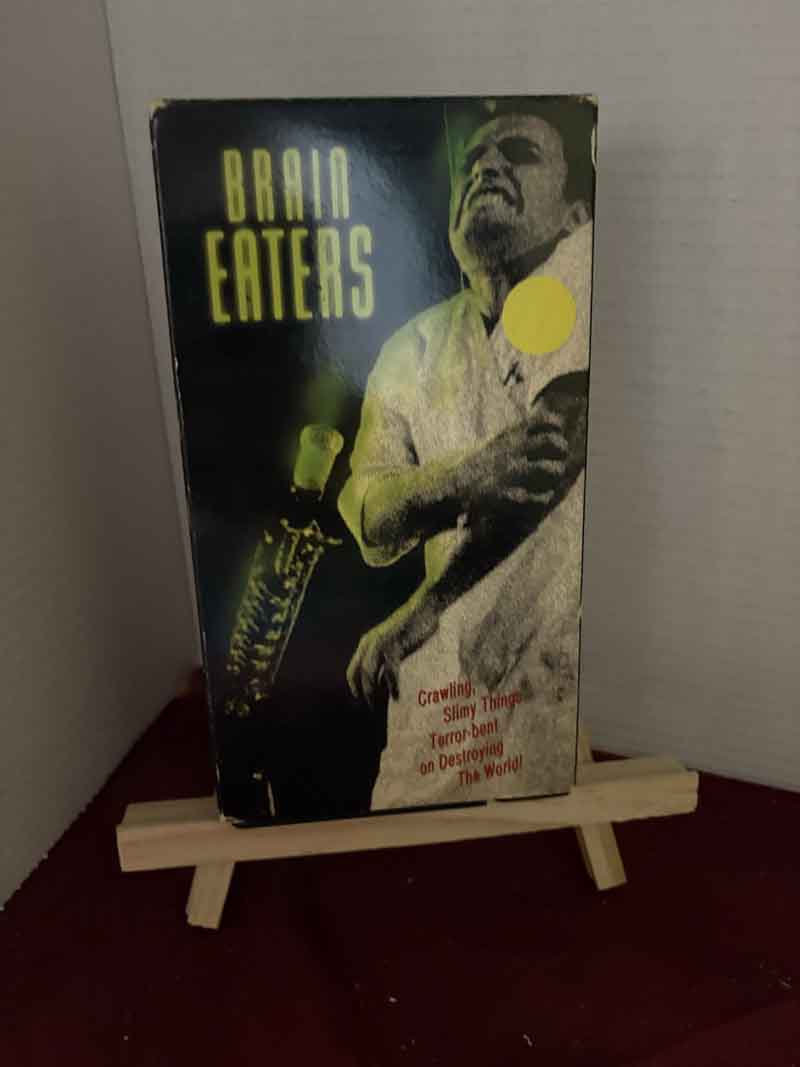 BRAIN
EATERS
Crawling,
Slimy Things
Terror-bent
on Destroying
The World!